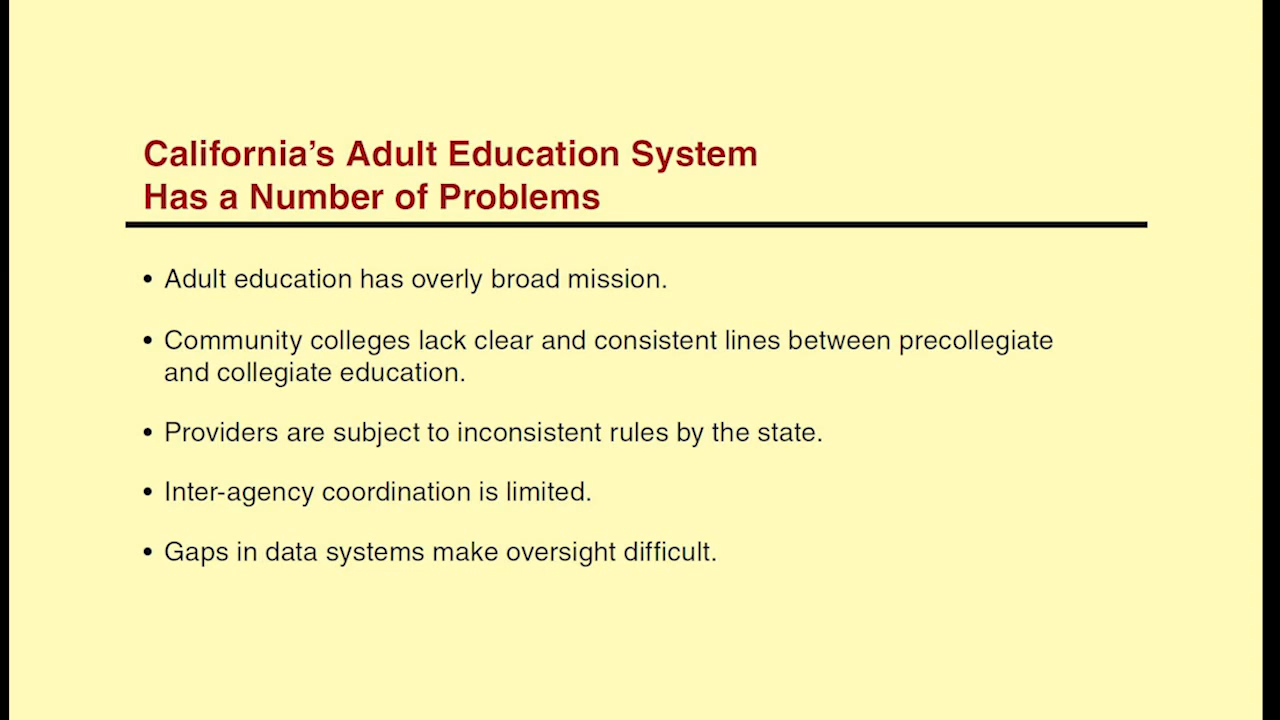 California’s Adult Education System
Has a Number of Problems
• Adult education has overly broad mission.
• Community colleges lack clear and consistent lines between precollegiate
and collegiate education.
• Providers are subject to inconsistent rules by the state.
• Inter-agency coordination is limited.
• Gaps in data systems make oversight difficult.